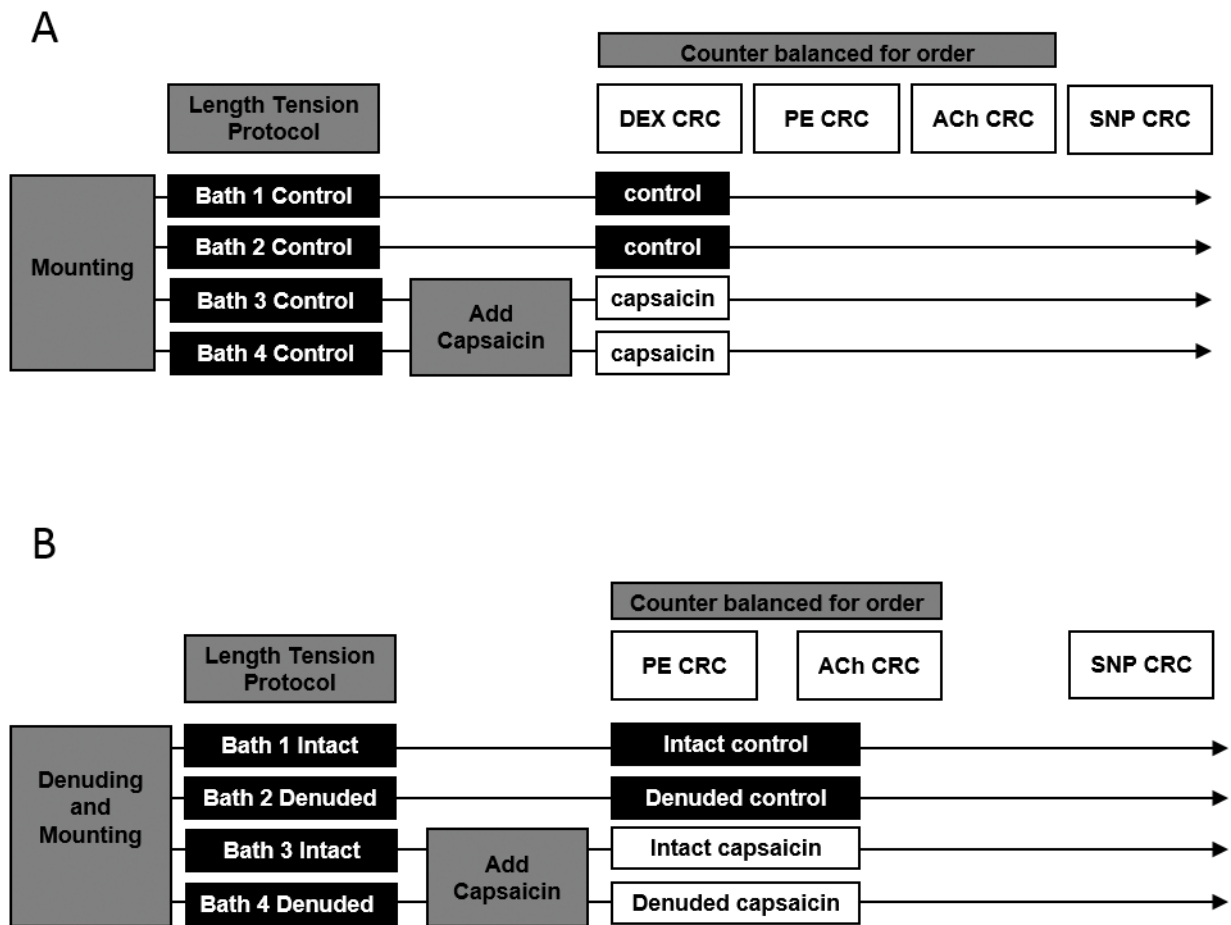 A
Counter balanced for order
Length Tension
Protocol
DEX CRC
PE CRC
ACh CRC
SNP CRC
Mounting
Bath 1 Control
control
Bath 2 Control
control
Bath 3 Control
Add
Capsaicin
capsaicin
Bath 4 Control
capsaicin
B
Counter balanced for order
Length Tension
Protocol
PE CRC
ACh CRC
SNP CRC
Denuding
and
Mounting
Bath 1 Intact
Intact control
Bath 2 Denuded
Denuded control
Bath 3 Intact
Add
Capsaicin
Intact capsaicin
Bath 4 Denuded
Denuded capsaicin